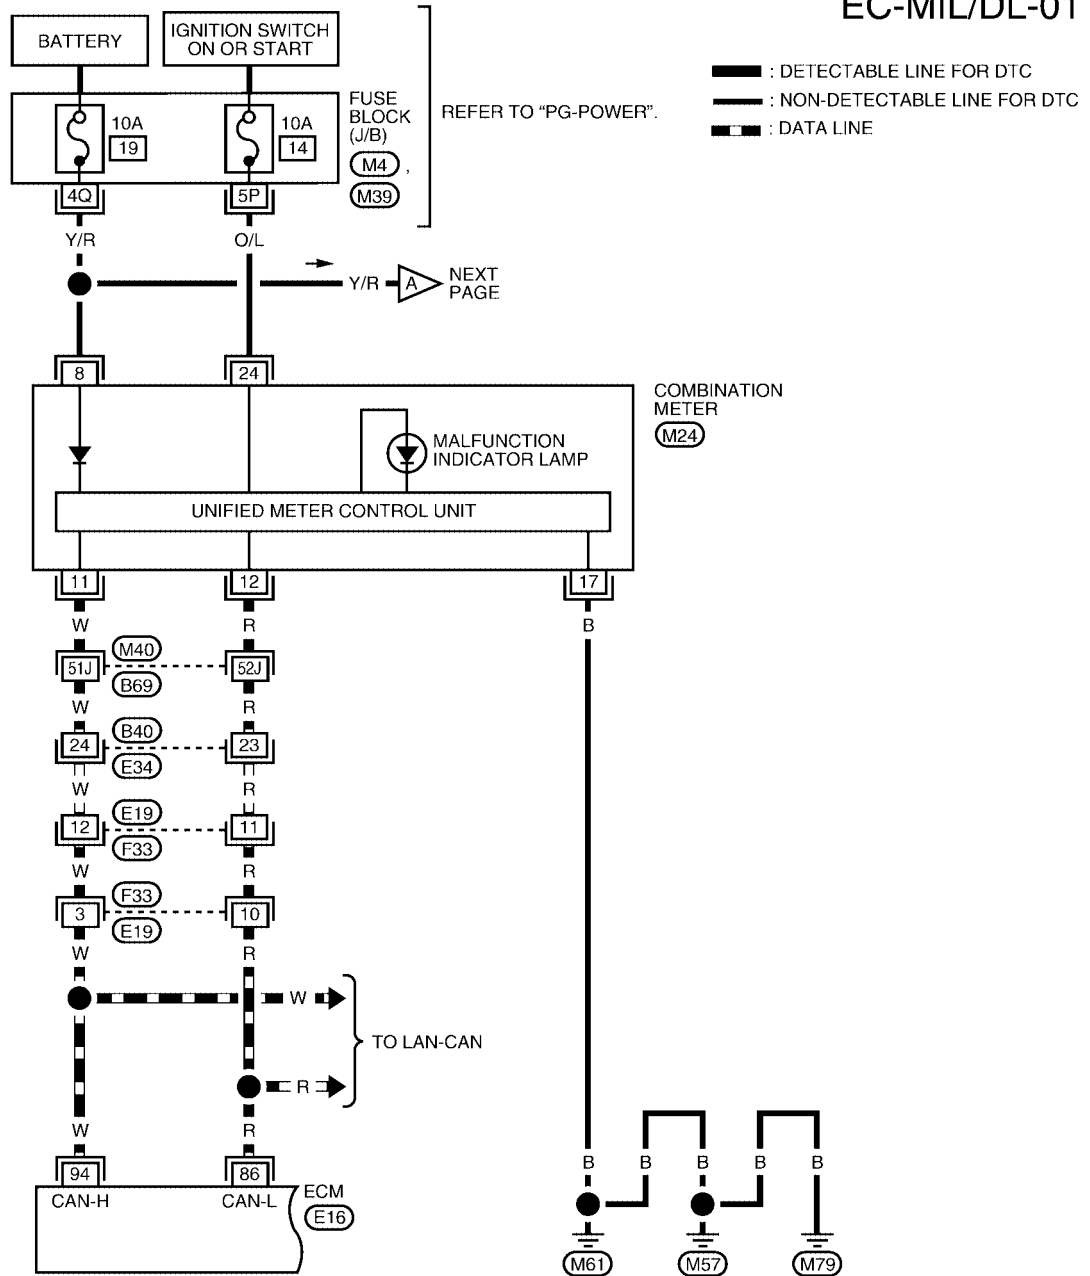 EC-MIL/DL-01
BATTERY
IGNITION SWITCH
ON OR START
: DETECTABLE LINE FOR DTC
: NON-DETECTABLE LINE FOR DTC
: DATA LINE
10A
19
10A
14
FUSE
BLOCK
(J/B)
M4 ,
M39
REFER TO “PG-POWER”.
4Q
5P
Y/R
O/L
Y/R
A
NEXT
PAGE
8
24
COMBINATION
METER
M24
MALFUNCTION
INDICATOR LAMP
UNIFIED METER CONTROL UNIT
11
12
17
W
R
B
M40
51J
52J
B69
W
R
B40
24
23
E34
W
R
E19
12
11
F33
W
R
F33
3
10
E19
W
R
W
TO LAN-CAN
R
W
R
B
B
B
B
B
94
86
CAN-H
CAN-L
ECM
E16
M61
M57
M79